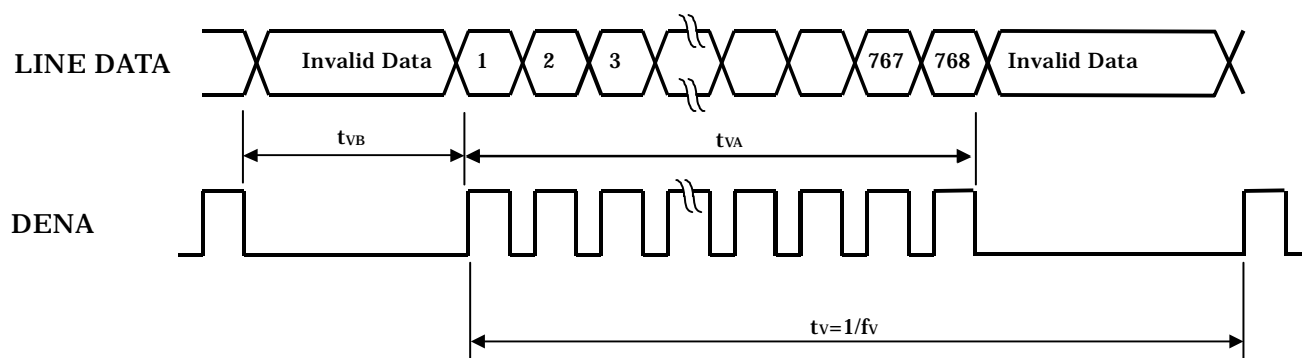 LINE DATA Invalid Data 1 2 3 767 768 Invalid Data
tVB tVA
DENA
tV=1/fV